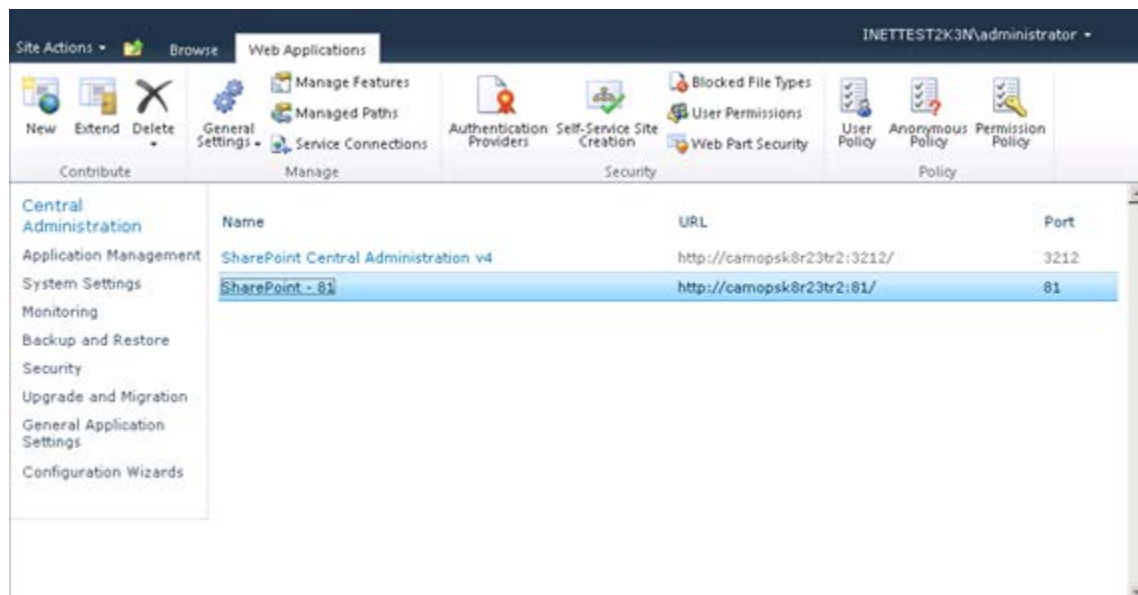 INETTEST2K3N\administrator
Site Actions Browse Web Applications
New Extend Delete
General Settings
Manage Features
Managed Paths
Service Connections
Authentication Providers
Self-Service Site Creation
Blocked File Types
User Permissions
Web Part Security
User Policy
Anonymous Policy
Permission Policy
Contribute Manage Security Policy
Central
Administration
Application Management
System Settings
Monitoring
Backup and Restore
Security
Upgrade and Migration
General Application
Settings
Configuration Wizards
Name URL Port
SharePoint Central Administration v4 http://camopsk8r23tr2:3212/ 3212
SharePoint - 81 http://camopsk8r23tr2:81/ 81